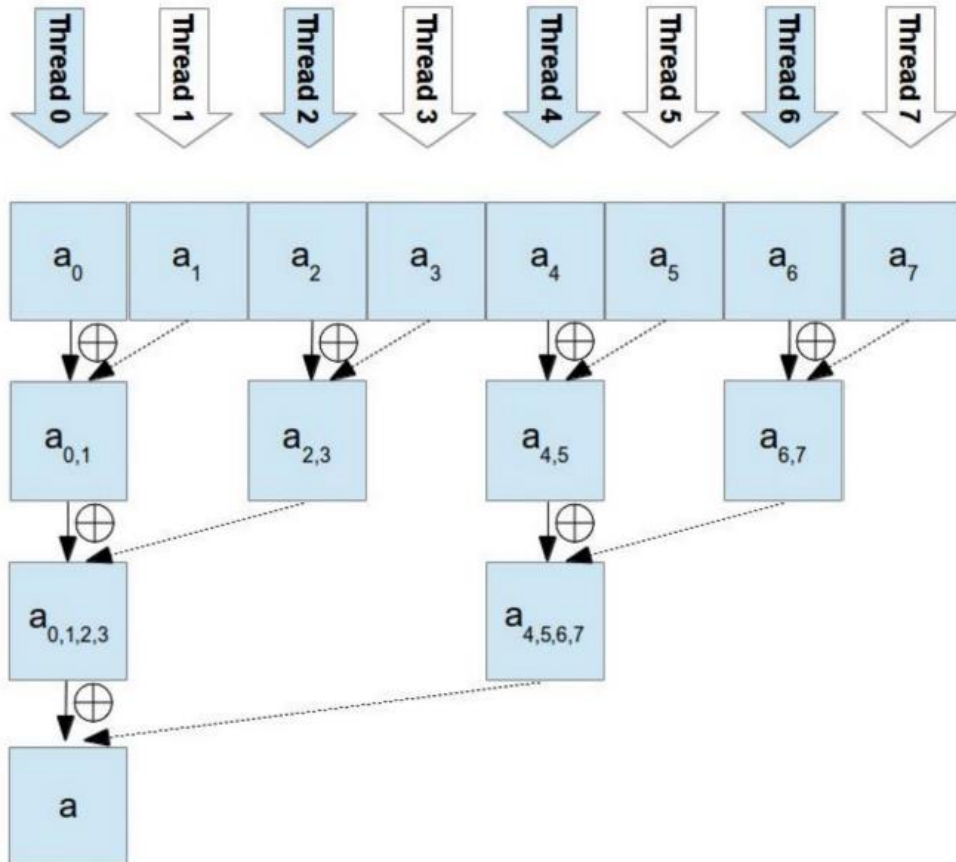 Thread 0 Thread 1 Thread 2 Thread 3 Thread 4 Thread 5 Thread 6 Thread 7
a0 a1 a2 a3 a4 a5 a6 a7
a0,1 a2,3 a4,5 a6,7
a0,1,2,3 a4,5,6,7
a